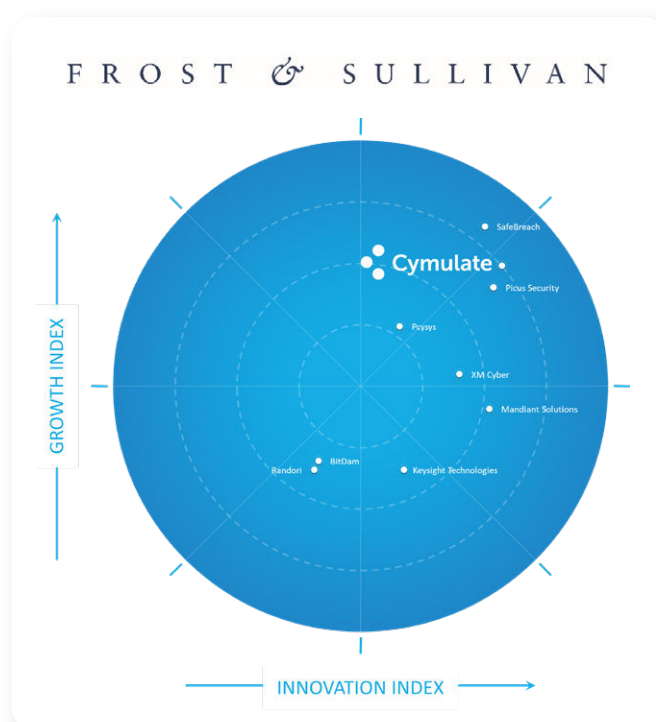 FROST & SULLIVAN
SafeBreach
Cymulate
Picus Security
Pcysys
XM Cyber
Mandiant Solutions
BitDam
Randori
Keysight Technologies
GROWTH INDEX
INNOVATION INDEX